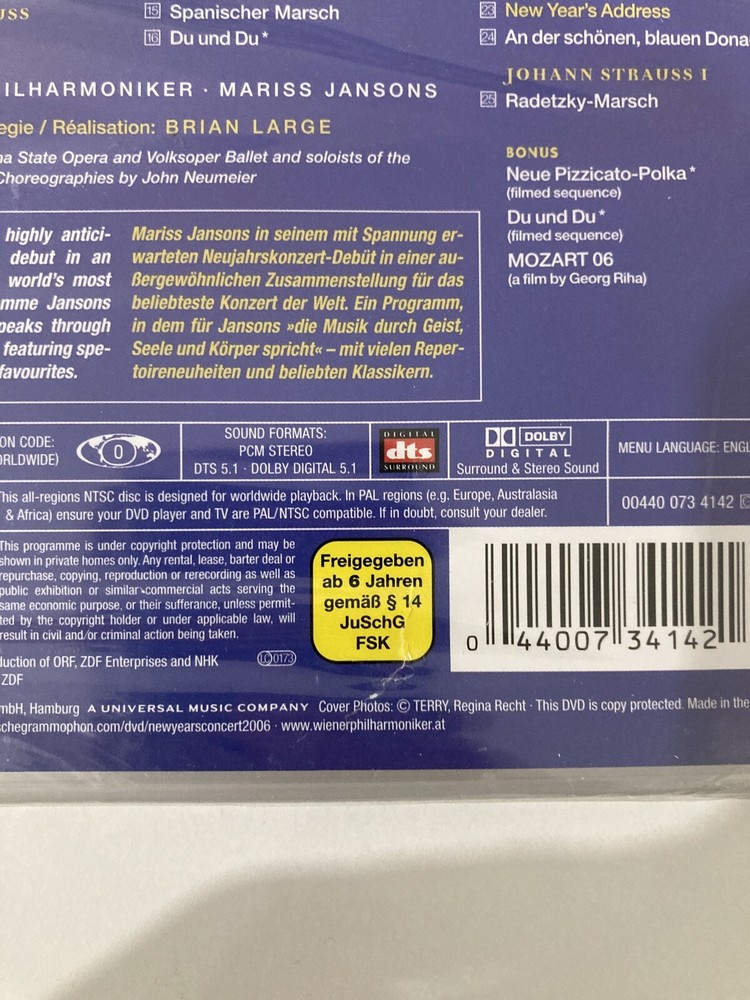 USS
15 Spanischer Marsch
16 Du und Du*
23 New Year's Address
24 An der schönen, blauen Dona
JOHANN STRAUSS I
25 Radetzky-Marsch
ILHARMONIKER · MARISS JANSONS
egie / Réalisation: BRIAN LARGE
na State Opera and Volksoper Ballet and soloists of the
Choreographies by John Neumeier
BONUS
Neue Pizzicato-Polka*
(filmed sequence)
Du und Du*
(filmed sequence)
MOZART 06
(a film by Georg Riha)
highly antici-
debut in an
world's most
mme Jansons
peaks through
featuring spe-
favourites.
Mariss Jansons in seinem mit Spannung er-
warteten Neujahrskonzert-Debüt in einer au-
ßergewöhnlichen Zusammenstellung für das
beliebteste Konzert der Welt. Ein Programm,
in dem für Jansons »die Musik durch Geist,
Seele und Körper spricht« – mit vielen Reper-
toireneuheiten und beliebten Klassikern.
ON CODE:
ORLDWIDE)
0
SOUND FORMATS:
PCM STEREO
DTS 5.1 · DOLBY DIGITAL 5.1
DIGITAL
dts
SURROUND
DOLBY
DIGITAL
Surround & Stereo Sound
MENU LANGUAGE: ENGL
This all-regions NTSC disc is designed for worldwide playback. In PAL regions (e.g. Europe, Australasia
& Africa) ensure your DVD player and TV are PAL/NTSC compatible. If in doubt, consult your dealer.
00440 073 4142
This programme is under copyright protection and may be
shown in private homes only. Any rental, lease, barter deal or
repurchase, copying, reproduction or rerecording as well as
public exhibition or similar commercial acts serving the
same economic purpose, or their sufferance, unless permit-
ted by the copyright holder or under applicable law, will
result in civil and/or criminal action being taken.
Freigegeben
ab 6 Jahren
gemäß § 14
JuSchG
FSK
0 44007 34142
duction of ORF, ZDF Enterprises and NHK
LC 0173
ZDF
mbH, Hamburg A UNIVERSAL MUSIC COMPANY Cover Photos: © TERRY, Regina Recht · This DVD is copy protected. Made in the
schegrammophon.com/dvd/newyearsconcert2006 · www.wienerphilharmoniker.at